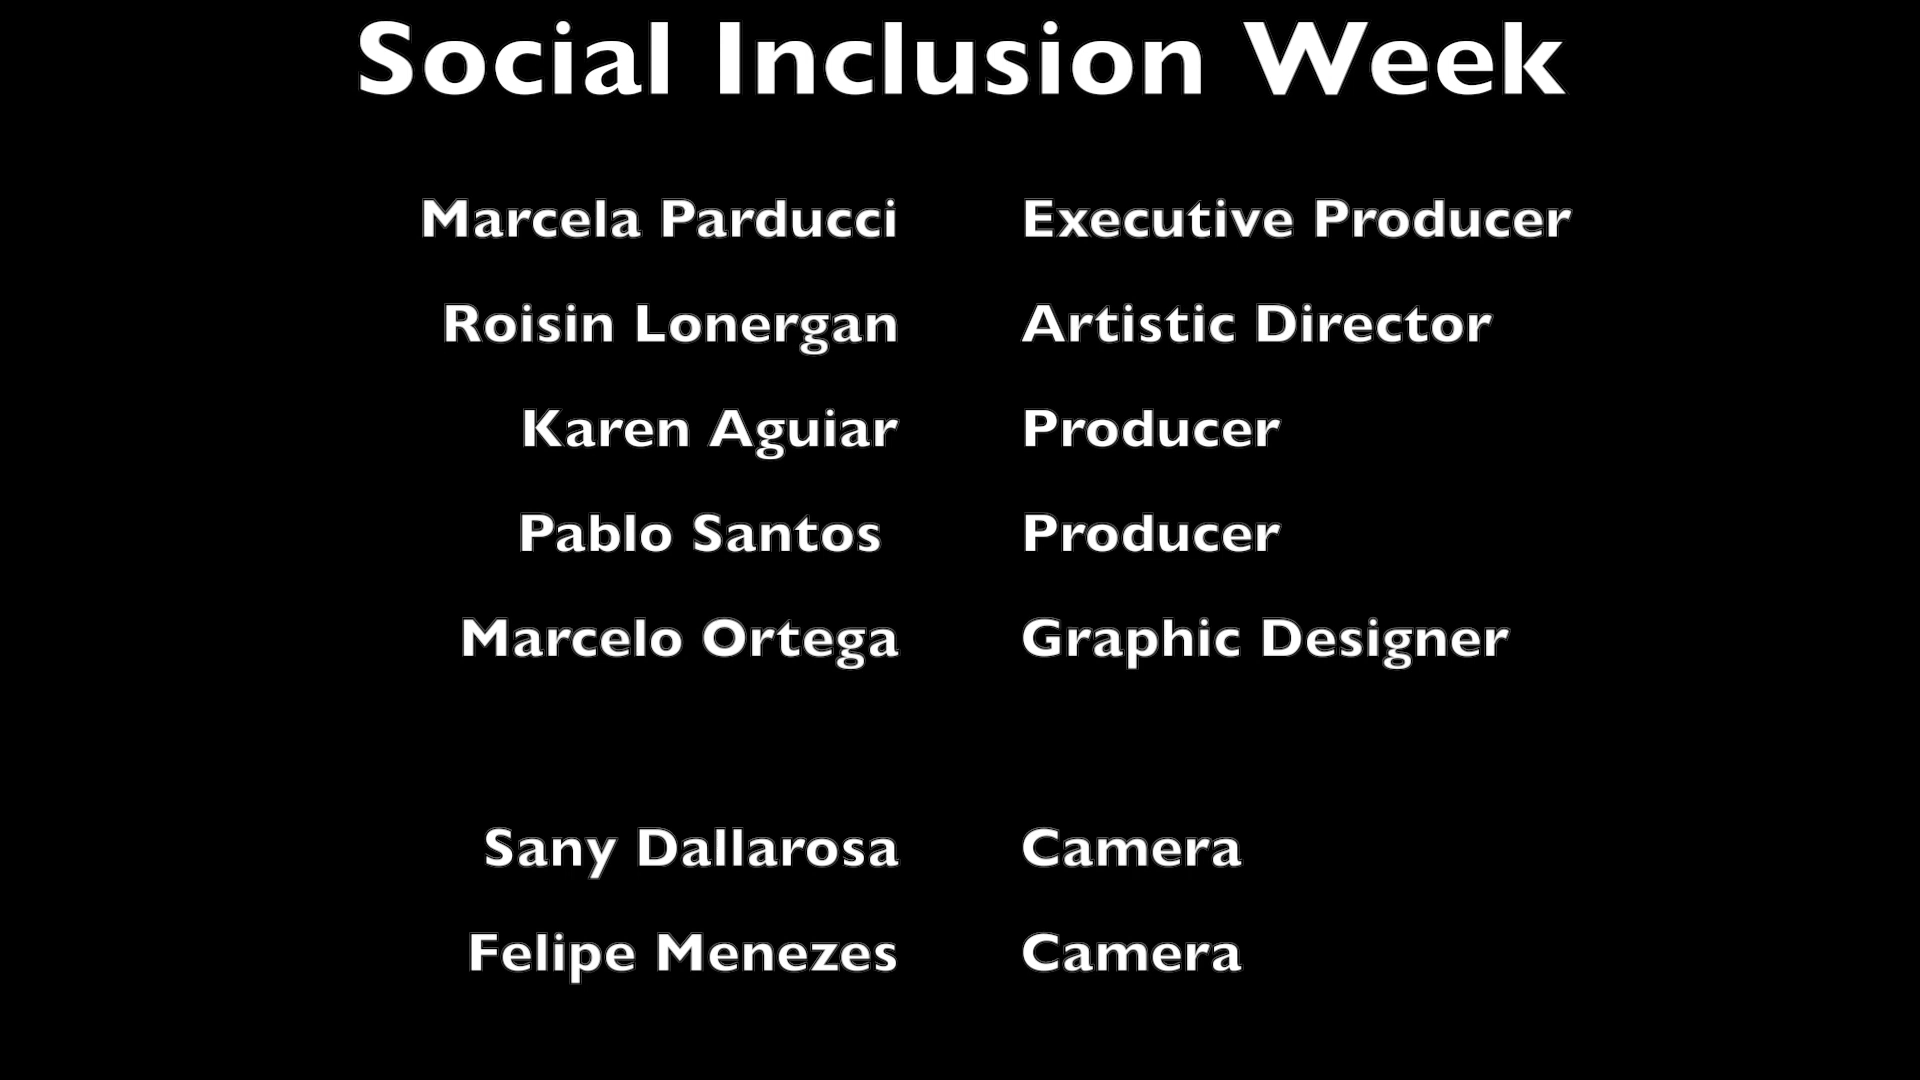 Social Inclusion Week
Marcela Parducci Executive Producer
Roisin Lonergan Artistic Director
Karen Aguiar Producer
Pablo Santos Producer
Marcelo Ortega Graphic Designer
Sany Dallarosa Camera
Felipe Menezes Camera